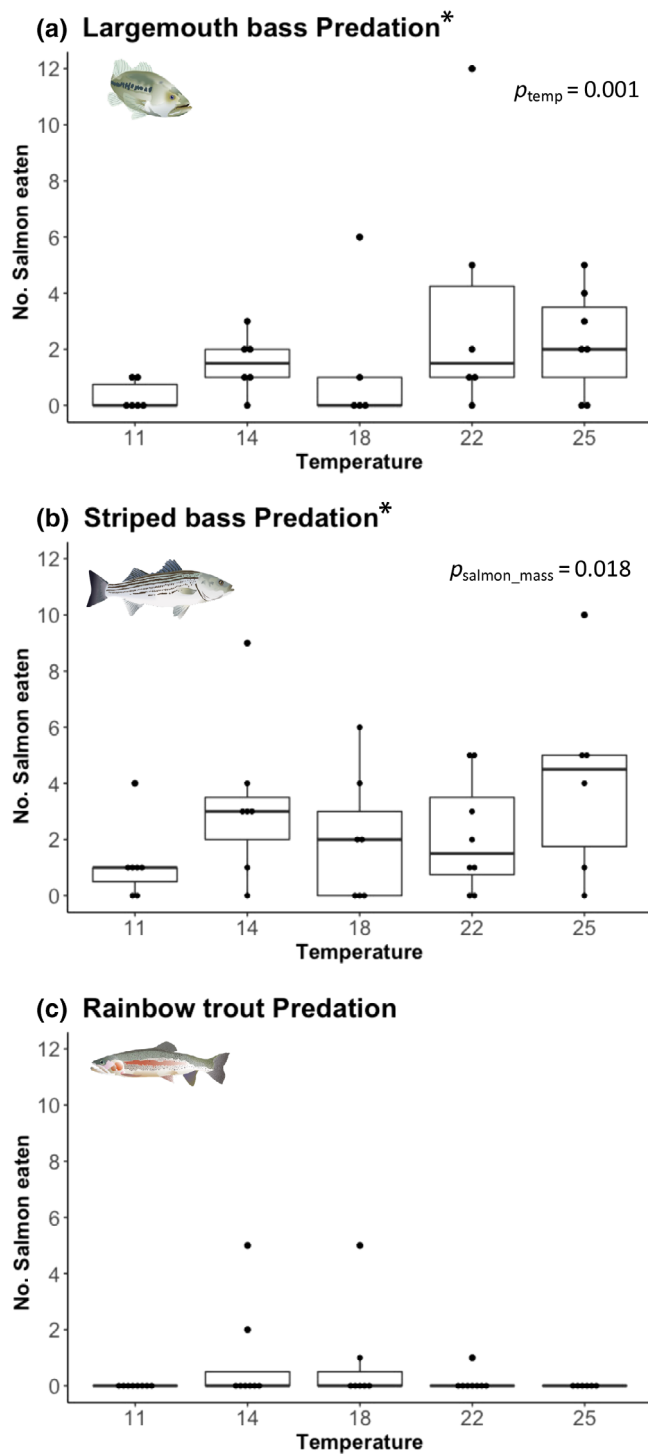 (a) Largemouth bass Predation*
12
10
8
6
4
2
0
No. Salmon eaten
p temp = 0.001
11 14 18 22 25
Temperature
(b) Striped bass Predation*
12
10
8
6
4
2
0
No. Salmon eaten
p salmon_mass = 0.018
11 14 18 22 25
Temperature
(c) Rainbow trout Predation
12
10
8
6
4
2
0
No. Salmon eaten
11 14 18 22 25
Temperature